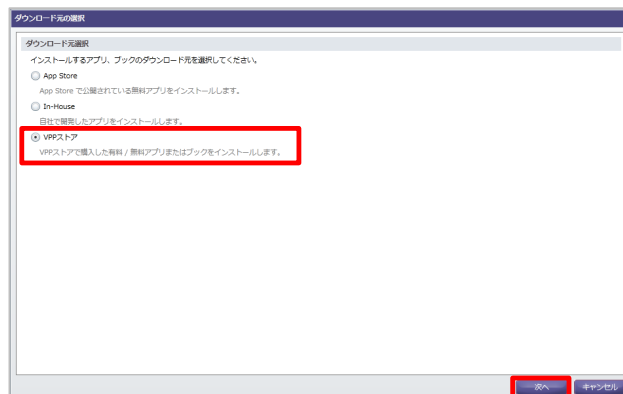 ダウンロード元の選択
ダウンロード元選択
インストールするアプリ、ブックのダウンロード元を選択してください。
App Store
App Store で公開されている無料アプリをインストールします。
In-House
自社で開発したアプリをインストールします。
VPPストア
VPPストアで購入した有料 / 無料アプリまたはブックをインストールします。
次へ
キャンセル